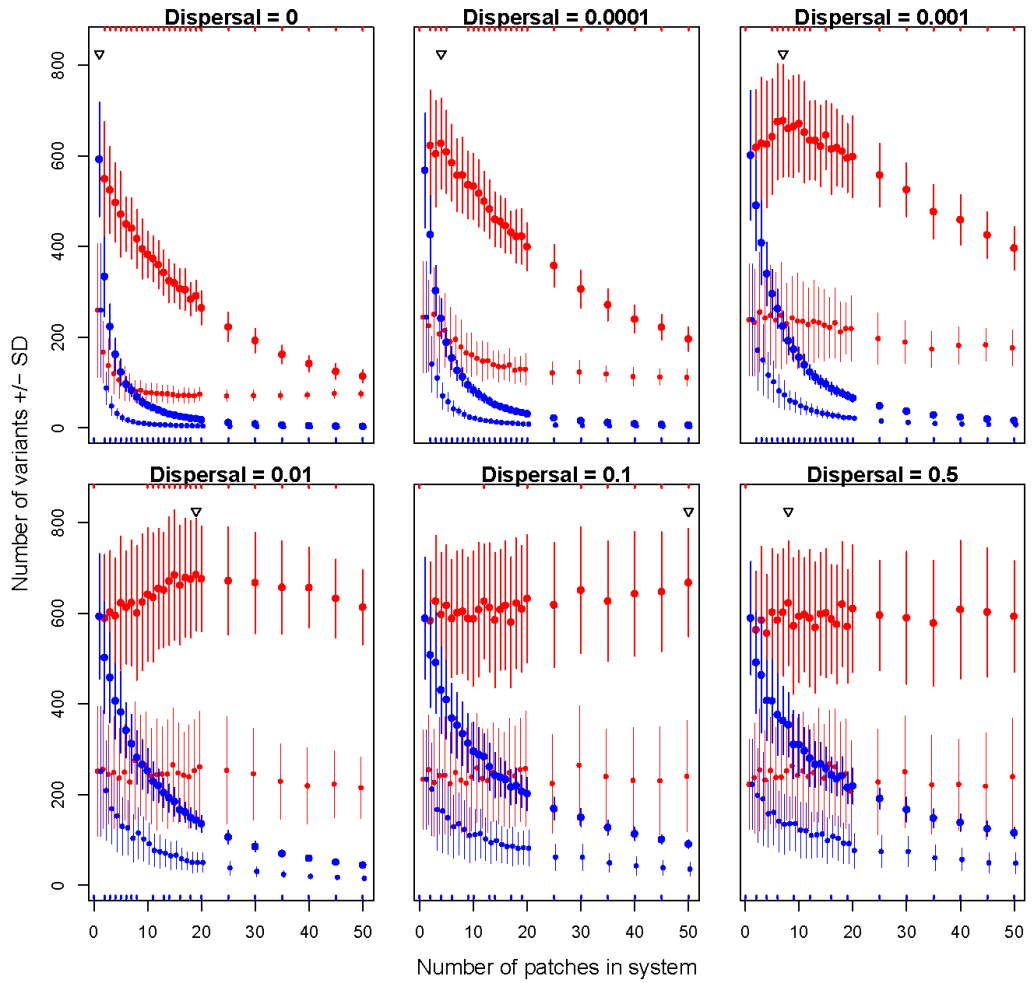 Dispersal = 0
Dispersal = 0.0001
Dispersal = 0.001
0 200 400 600 800
Dispersal = 0.01
Dispersal = 0.1
Dispersal = 0.5
0 200 400 600 800
0 10 20 30 40 50
0 10 20 30 40 50
0 10 20 30 40 50
Number of variants +/− SD
Number of patches in system